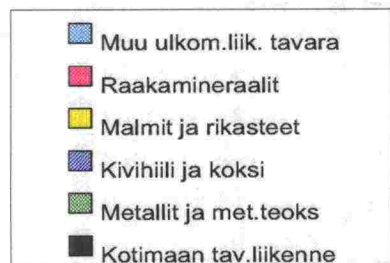 Muu ulkom.liik. tavara
Raakamineraalit
Malmit ja rikasteet
Kivihiili ja koksi
Metallit ja met.teoks
Kotimaan tav.liikenne